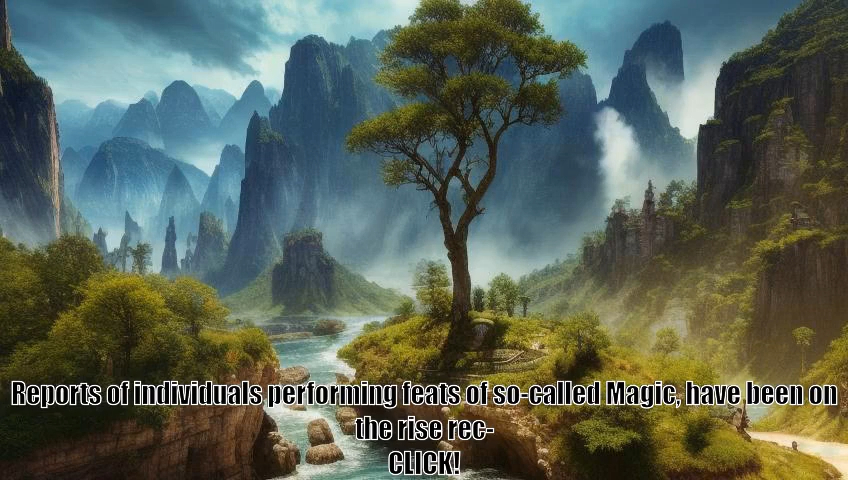 Reports of individuals performing feats of so-called Magic, have been on
the rise rec-
CLICK!